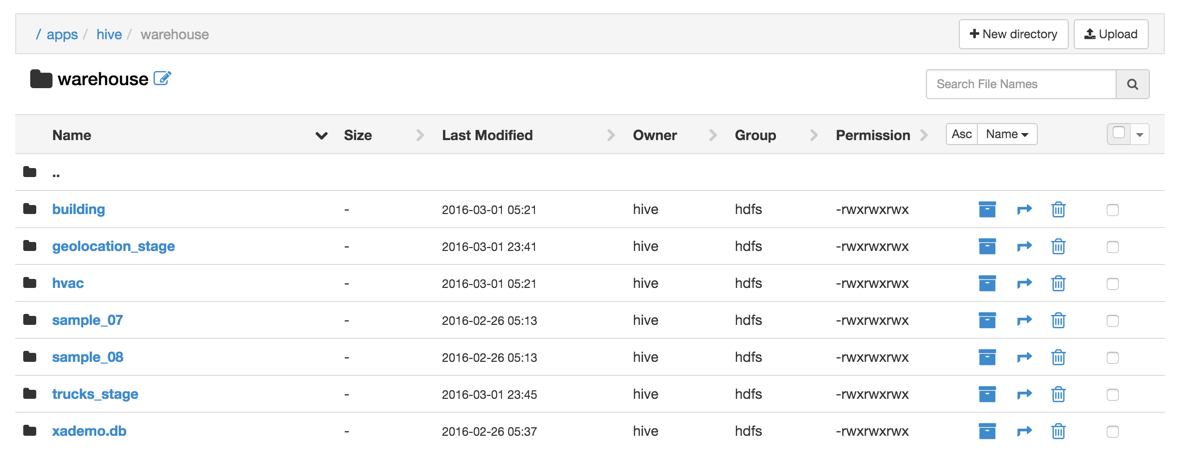 / apps / hive / warehouse New directory Upload
warehouse Search File Names
Name Size Last Modified Owner Group Permission Asc Name
..
building - 2016-03-01 05:21 hive hdfs -rwxrwxrwx
geolocation_stage - 2016-03-01 23:41 hive hdfs -rwxrwxrwx
hvac - 2016-03-01 05:21 hive hdfs -rwxrwxrwx
sample_07 - 2016-02-26 05:13 hive hdfs -rwxrwxrwx
sample_08 - 2016-02-26 05:13 hive hdfs -rwxrwxrwx
trucks_stage - 2016-03-01 23:45 hive hdfs -rwxrwxrwx
xademo.db - 2016-02-26 05:37 hive hdfs -rwxrwxrwx